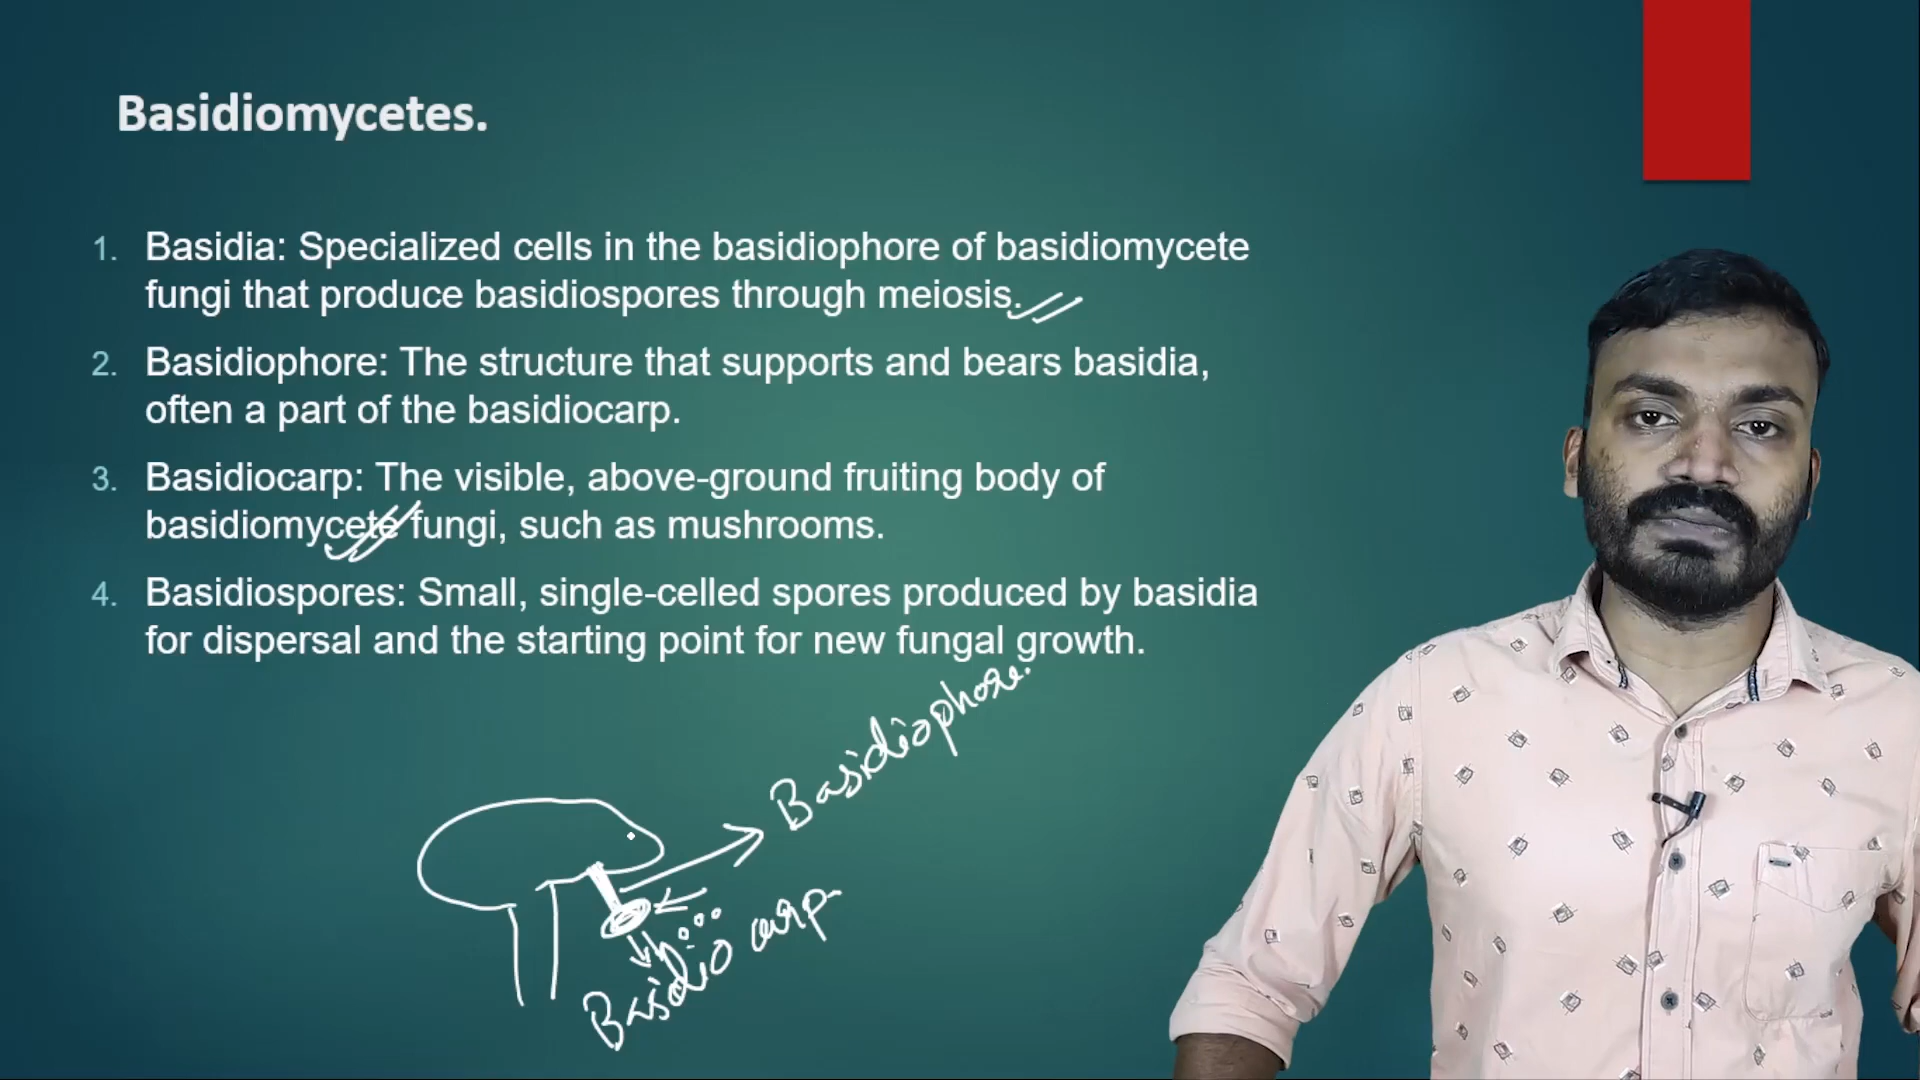 Basidiomycetes.
1. Basidia: Specialized cells in the basidiophore of basidiomycete
fungi that produce basidiospores through meiosis.
2. Basidiophore: The structure that supports and bears basidia,
often a part of the basidiocarp.
3. Basidiocarp: The visible, above-ground fruiting body of
basidiomycete fungi, such as mushrooms.
4. Basidiospores: Small, single-celled spores produced by basidia
for dispersal and the starting point for new fungal growth.
Basidiophore.
Basidio carp